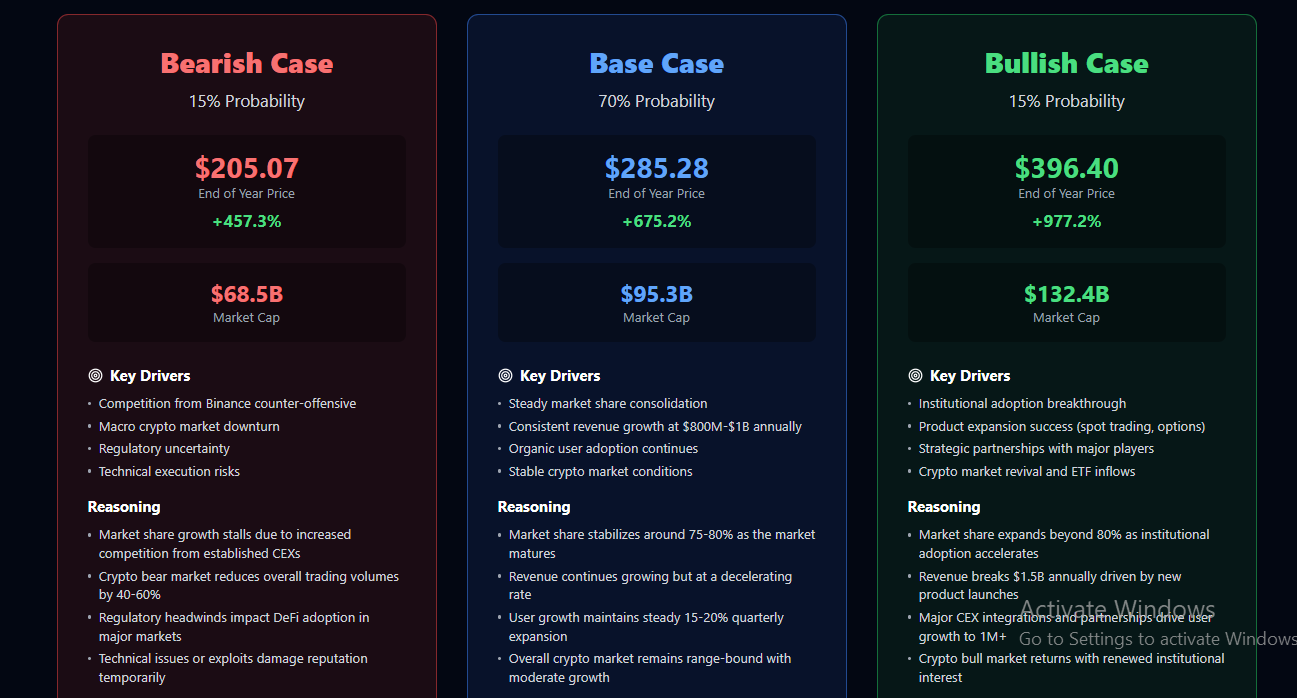 Bearish Case
15% Probability
$205.07
End of Year Price
+457.3%
$68.5B
Market Cap
Key Drivers
• Competition from Binance counter-offensive
• Macro crypto market downturn
• Regulatory uncertainty
• Technical execution risks
Reasoning
• Market share growth stalls due to increased
competition from established CEXs
• Crypto bear market reduces overall trading volumes
by 40-60%
• Regulatory headwinds impact DeFi adoption in
major markets
• Technical issues or exploits damage reputation
temporarily
Base Case
70% Probability
$285.28
End of Year Price
+675.2%
$95.3B
Market Cap
Key Drivers
• Steady market share consolidation
• Consistent revenue growth at $800M-$1B annually
• Organic user adoption continues
• Stable crypto market conditions
Reasoning
• Market share stabilizes around 75-80% as the market
matures
• Revenue continues growing but at a decelerating
rate
• User growth maintains steady 15-20% quarterly
expansion
• Overall crypto market remains range-bound with
moderate growth
Bullish Case
15% Probability
$396.40
End of Year Price
+977.2%
$132.4B
Market Cap
Key Drivers
• Institutional adoption breakthrough
• Product expansion success (spot trading, options)
• Strategic partnerships with major players
• Crypto market revival and ETF inflows
Reasoning
• Market share expands beyond 80% as institutional
adoption accelerates
• Revenue breaks $1.5B annually driven by new
product launches
• Major CEX integrations and partnerships drive user
growth to 1M+
• Crypto bull market returns with renewed institutional
interest
Activate Windows
Go to Settings to activate Windows